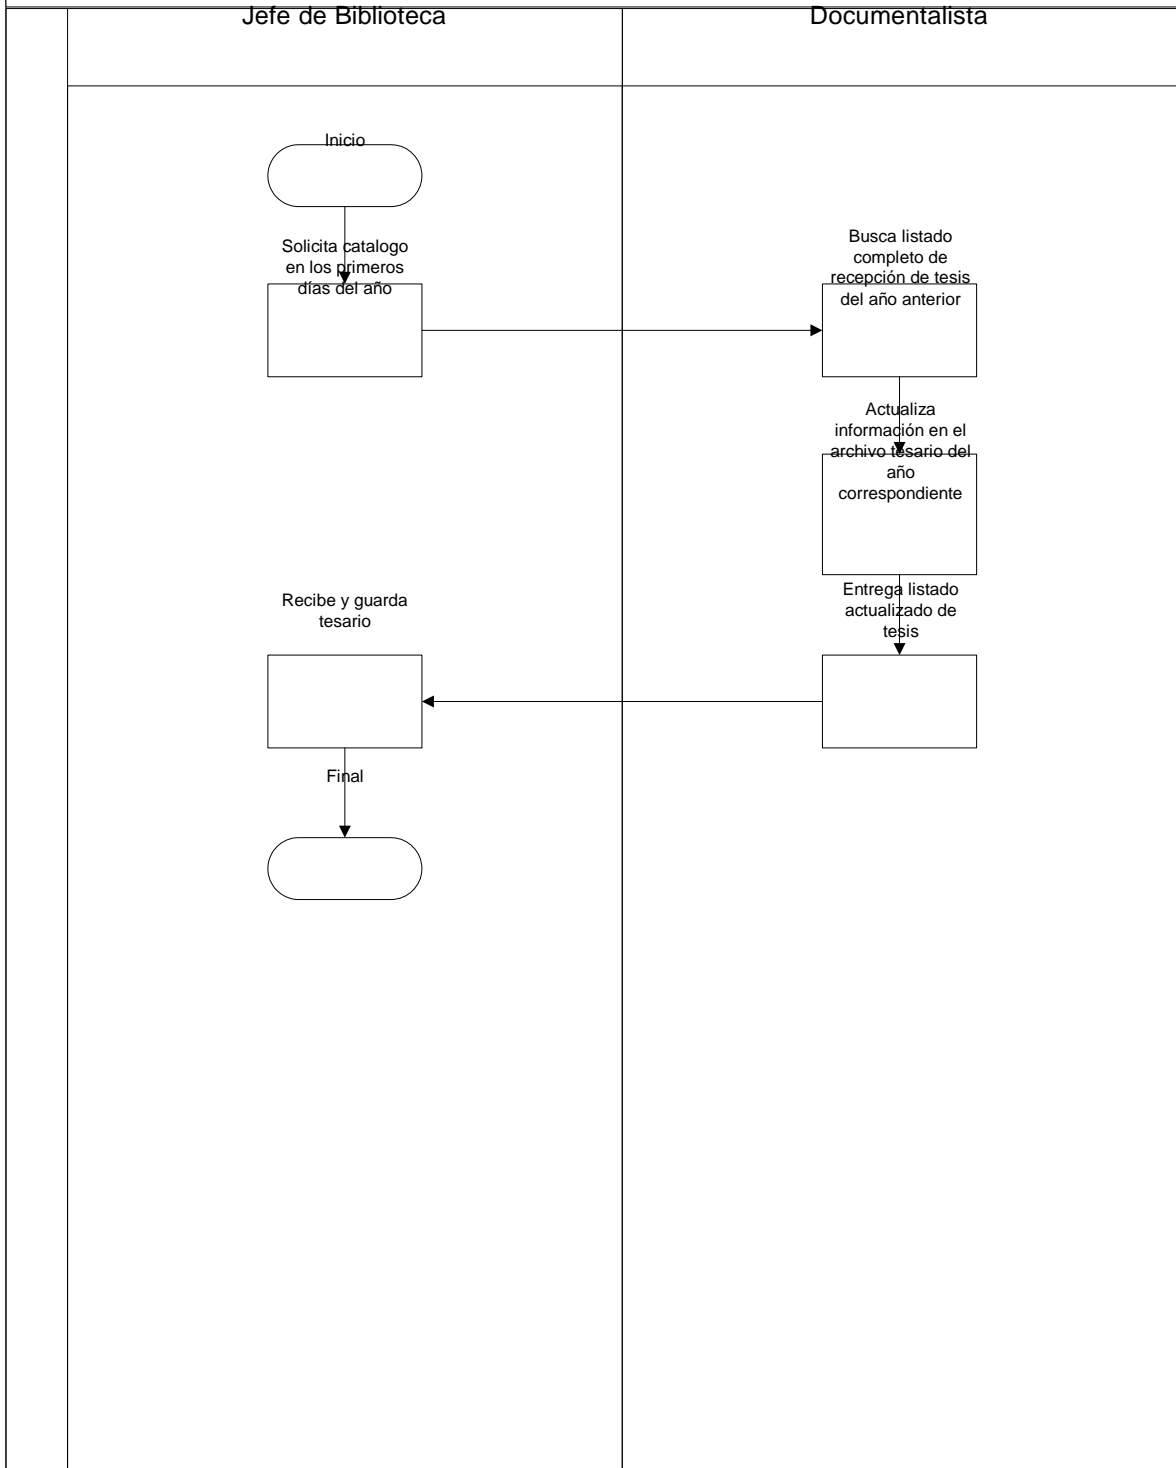 Jefe de Biblioteca
Documentalista
Inicio
Solicita catalogo
en los primeros
días del año
Busca listado
completo de
recepción de tesis
del año anterior
Actualiza
información en el
archivo tesario del
año
correspondiente
Entrega listado
actualizado de
tesis
Recibe y guarda
tesario
Final